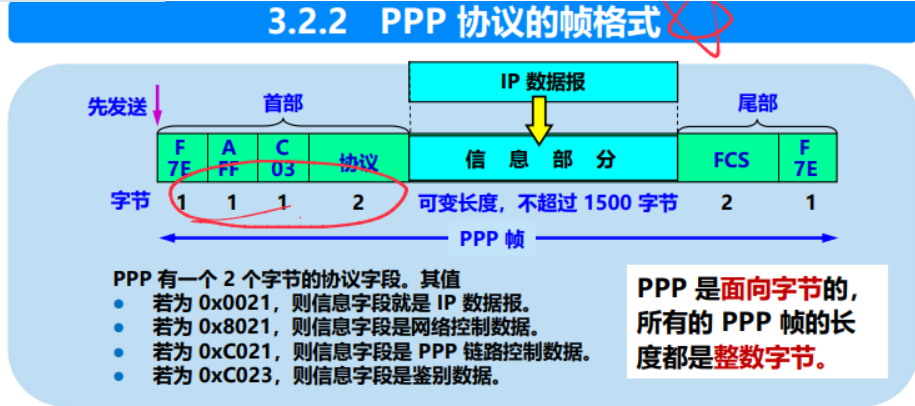 3.2.2 PPP 协议的帧格式
IP 数据报
先发送 首部 尾部
F A C 协议 信息部分 FCS F
7E FF 03 7E
字节 1 1 1 2 可变长度，不超过 1500 字节 2 1
PPP 帧
PPP 有一个 2 个字节的协议字段。其值
● 若为 0x0021，则信息字段就是 IP 数据报。
● 若为 0x8021，则信息字段是网络控制数据。
● 若为 0xC021，则信息字段是 PPP 链路控制数据。
● 若为 0xC023，则信息字段是鉴别数据。
PPP 是面向字节的，
所有的 PPP 帧的长
度都是整数字节。